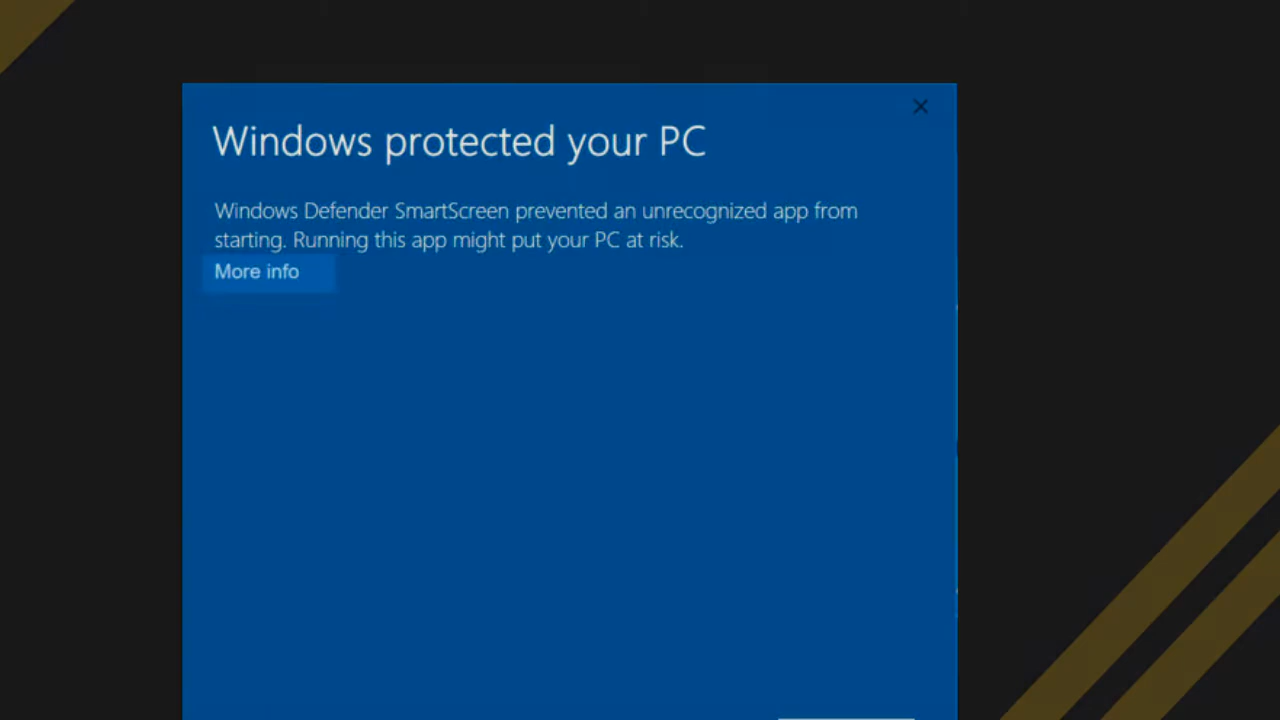 Windows protected your PC
Windows Defender SmartScreen prevented an unrecognized app from
starting. Running this app might put your PC at risk.
More info